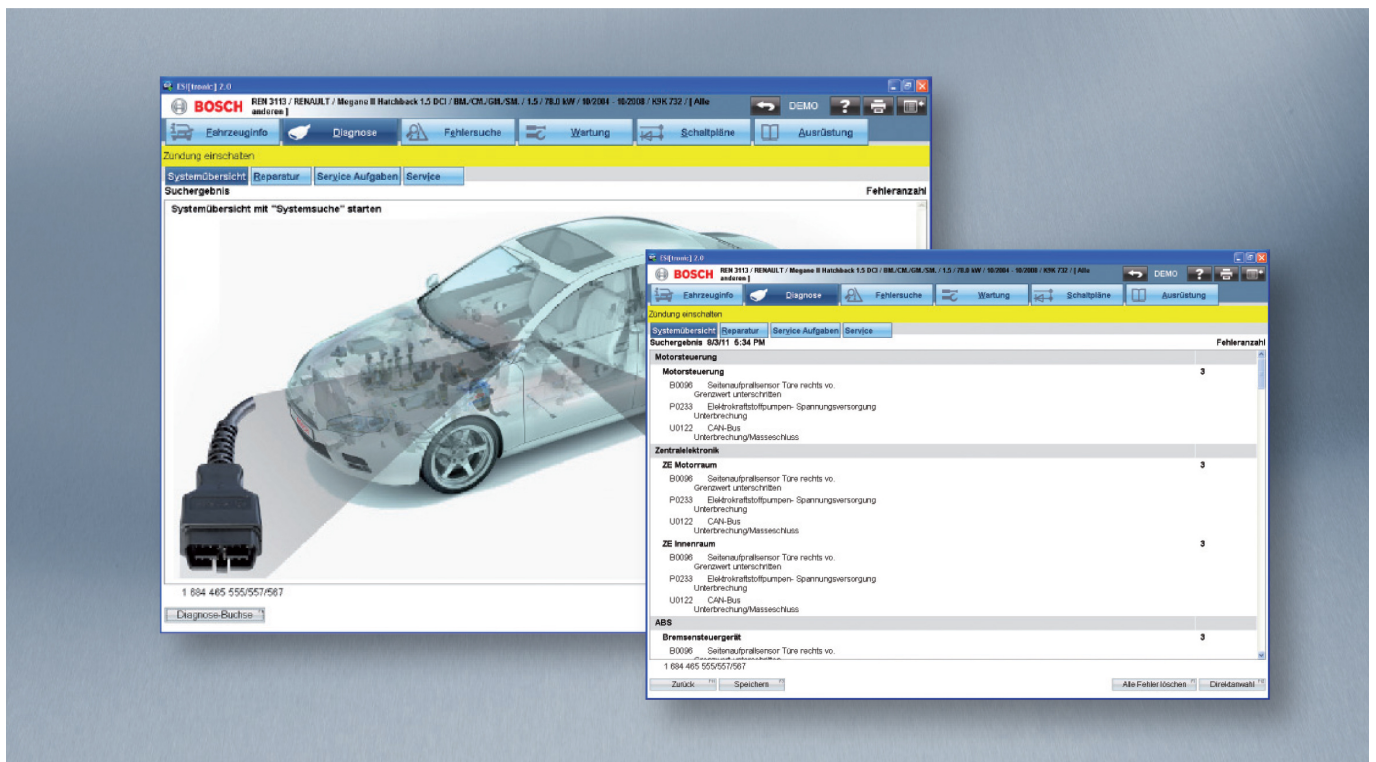 ESI[tronic] 2.0
BOSCH
REN 3113 / RENAULT / Megane II Hatchback 1.5 DCI / BM./CM./GM./SM. / 1.5 / 78.0 kW / 10/2004 - 10/2008 / K9K 732 / [ Alle
anderen ]
DEMO ?
Fahrzeuginfo Diagnose Fehlersuche Wartung Schaltpläne Ausrüstung
Zündung einschalten
Systemübersicht Reparatur Service Aufgaben Service
Suchergebnis Fehleranzahl
Systemübersicht mit "Systemsuche" starten
1 684 465 555/557/567
Diagnose-Buchse
ESI[tronic] 2.0
BOSCH
REN 3113 / RENAULT / Megane II Hatchback 1.5 DCI / BM./CM./GM./SM. / 1.5 / 78.0 kW / 10/2004 - 10/2008 / K9K 732 / [ Alle
anderen ]
DEMO ?
Fahrzeuginfo Diagnose Fehlersuche Wartung Schaltpläne Ausrüstung
Zündung einschalten
Systemübersicht Reparatur Service Aufgaben Service
Suchergebnis 8/3/11 6:34 PM Fehleranzahl
Motorsteuerung
Motorsteuerung 3
B0096 Seitenaufprallsensor Türe rechts vo.
Grenzwert unterschritten
P0233 Elektrokraftstoffpumpen- Spannungsversorgung
Unterbrechung
U0122 CAN-Bus
Unterbrechung/Masseschluss
Zentralelektronik
ZE Motorraum 3
B0096 Seitenaufprallsensor Türe rechts vo.
Grenzwert unterschritten
P0233 Elektrokraftstoffpumpen- Spannungsversorgung
Unterbrechung
U0122 CAN-Bus
Unterbrechung/Masseschluss
ZE Innenraum 3
B0096 Seitenaufprallsensor Türe rechts vo.
Grenzwert unterschritten
P0233 Elektrokraftstoffpumpen- Spannungsversorgung
Unterbrechung
U0122 CAN-Bus
Unterbrechung/Masseschluss
ABS
Bremsensteuergerät 3
B0096 Seitenaufprallsensor Türe rechts vo.
1 684 465 555/557/567
Zurück Speichern Alle Fehler löschen Direktanwahl